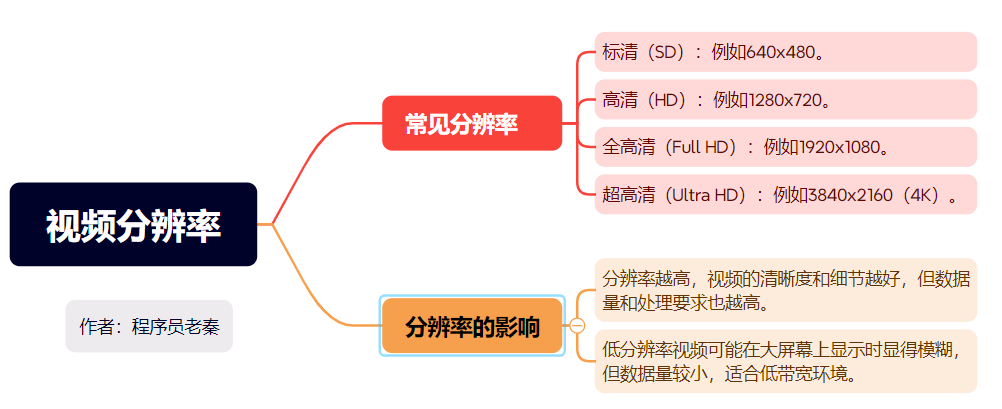 视频分辨率
作者：程序员老秦
常见分辨率
标清（SD）：例如640x480。
高清（HD）：例如1280x720。
全高清（Full HD）：例如1920x1080。
超高清（Ultra HD）：例如3840x2160（4K）。
分辨率的影响
分辨率越高，视频的清晰度和细节越好，但数据
量和处理要求也越高。
低分辨率视频可能在大屏幕上显示时显得模糊，
但数据量较小，适合低带宽环境。